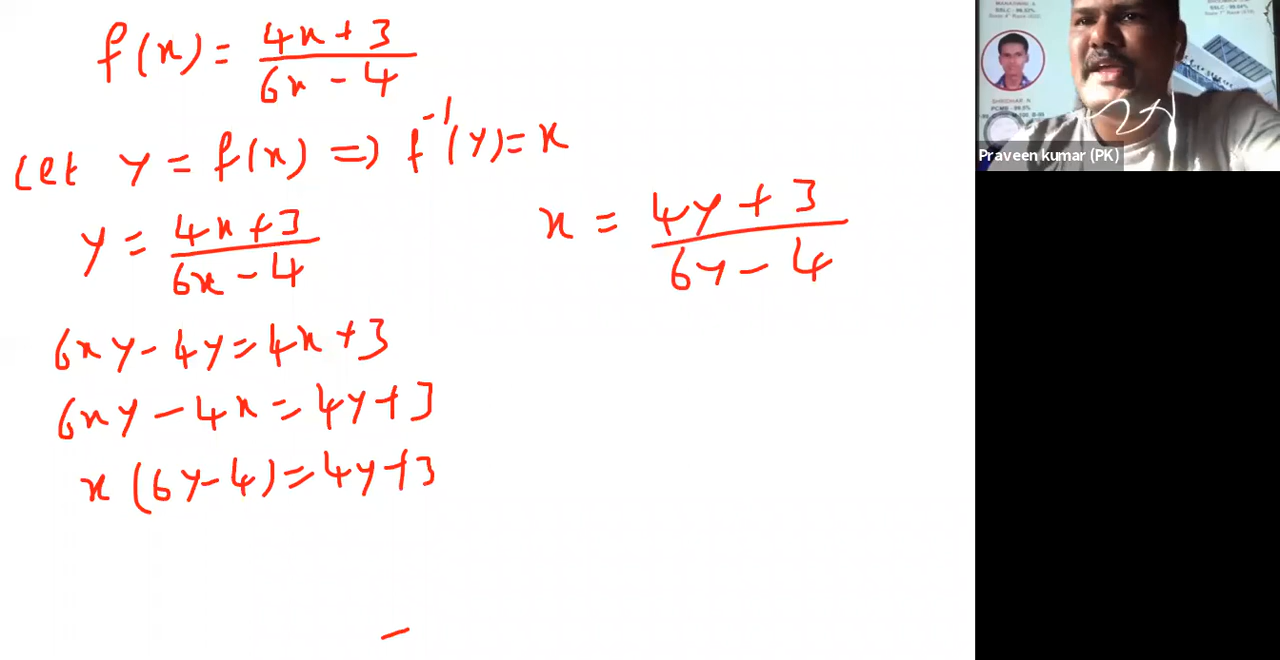 f(x) = 4x + 3 / 6x - 4
Let y = f(x) => f⁻¹(y) = x
y = 4x + 3 / 6x - 4
x = 4y + 3 / 6y - 4
6xy - 4y = 4x + 3
6xy - 4x = 4y + 3
x (6y - 4) = 4y + 3
SSLC
Praveen kumar (PK)